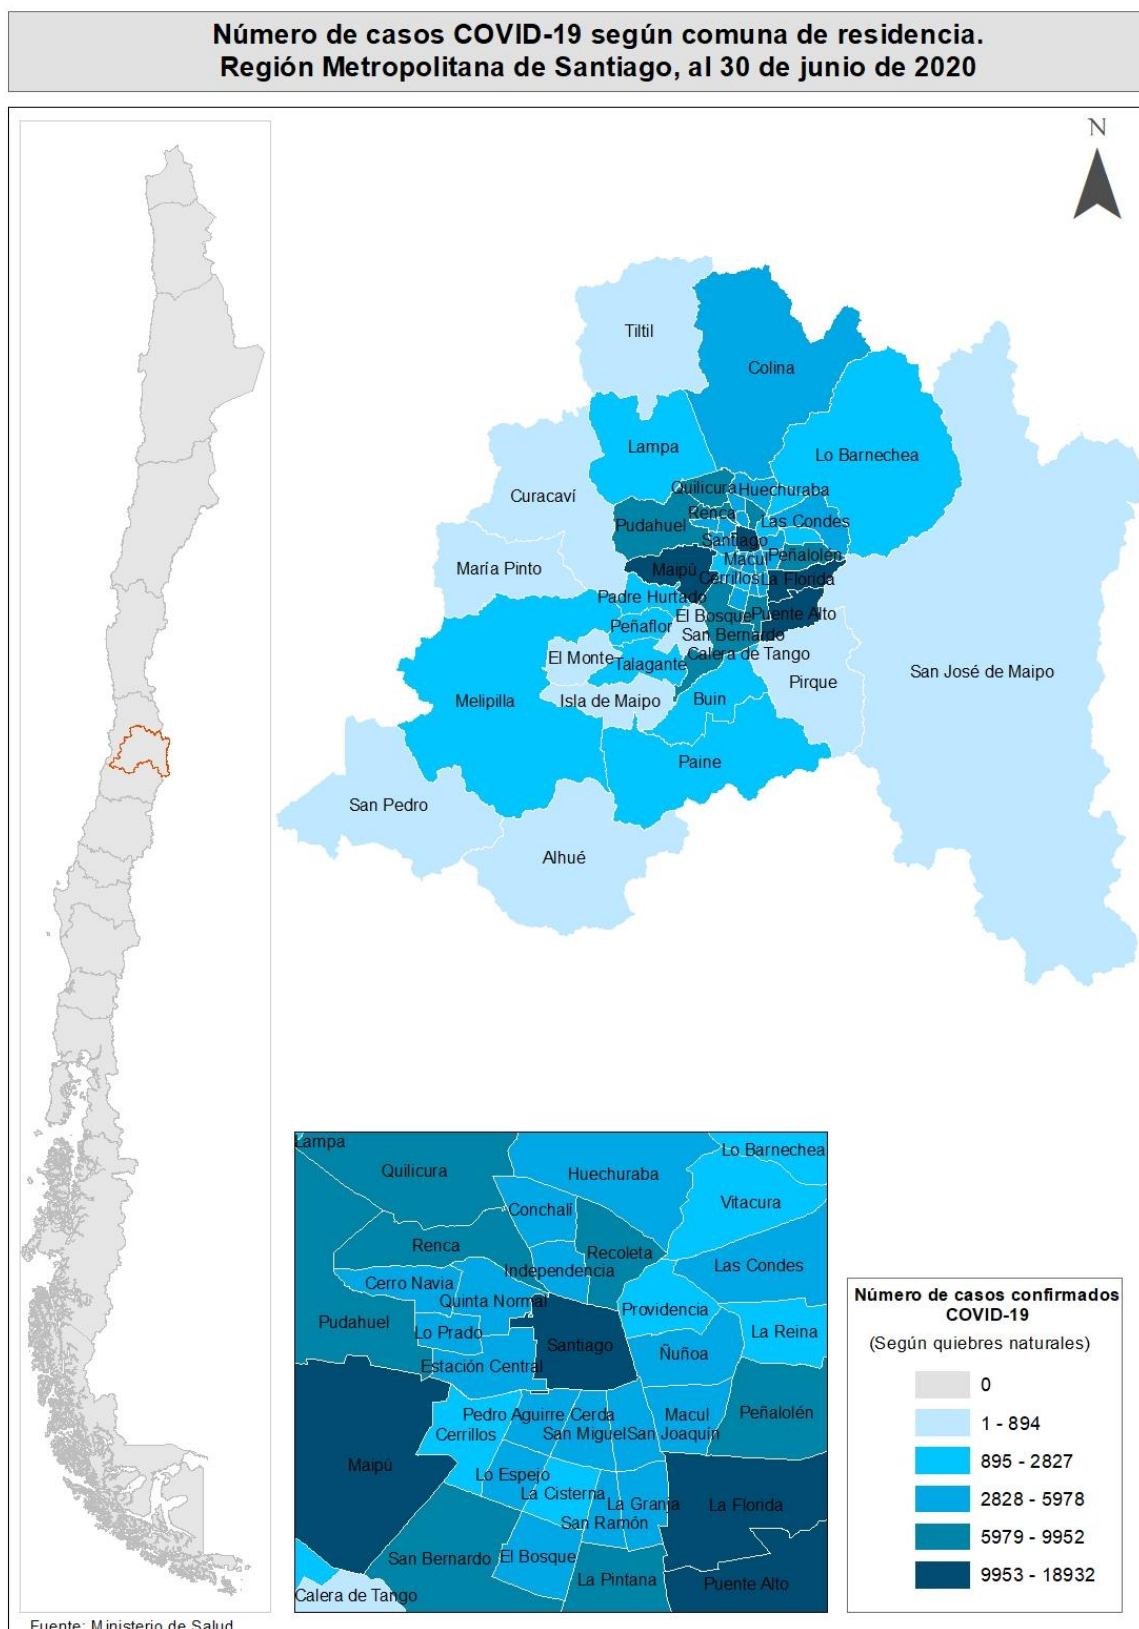 Número de casos COVID-19 según comuna de residencia.
Región Metropolitana de Santiago, al 30 de junio de 2020
N
Tiltil
Colina
Lampa
Lo Barnechea
Curacaví
Quilicura
Huechuraba
Renca
Pudahuel
Las Condes
Santiago
María Pinto
Maipú
Macul
Peñalolén
Cerrillos
La Florida
Padre Hurtado
Peñaflor
El Bosque
Puente Alto
San Bernardo
El Monte
Talagante
Calera de Tango
San José de Maipo
Melipilla
Isla de Maipo
Buin
Pirque
Paine
San Pedro
Alhué
Lampa
Lo Barnechea
Quilicura
Huechuraba
Vitacura
Conchalí
Renca
Recoleta
Independencia
Las Condes
Cerro Navia
Quinta Normal
Providencia
Pudahuel
Lo Prado
La Reina
Santiago
Ñuñoa
Estación Central
Pedro Aguirre Cerda
Macul
Peñalolén
Cerrillos
San Miguel
San Joaquín
Maipú
Lo Espejo
La Cisterna
La Granja
La Florida
San Ramón
San Bernardo
El Bosque
La Pintana
Puente Alto
Calera de Tango
Número de casos confirmados
COVID-19
(Según quiebres naturales)
0
1 - 894
895 - 2827
2828 - 5978
5979 - 9952
9953 - 18932
Fuente: Ministerio de Salud